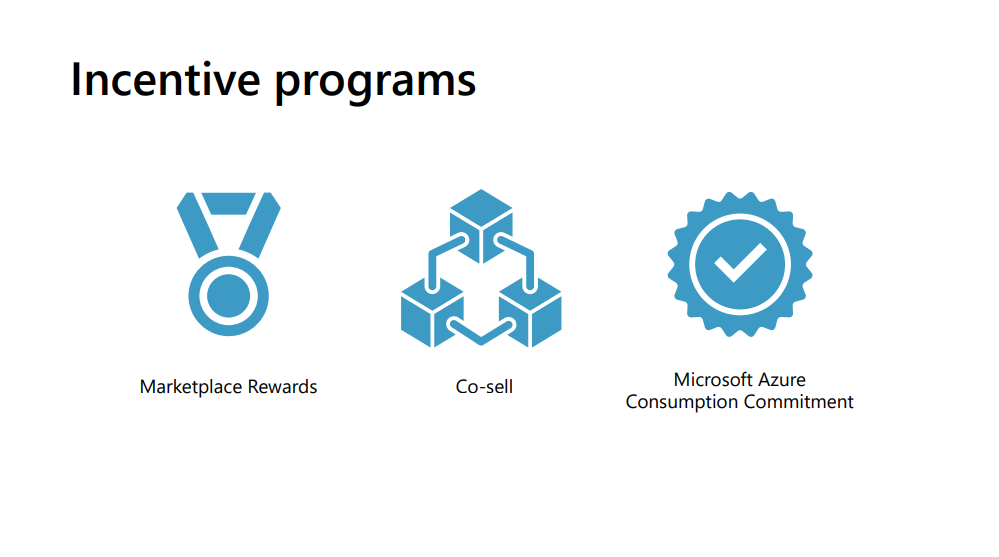 Incentive programs
Marketplace Rewards
Co-sell
Microsoft Azure
Consumption Commitment